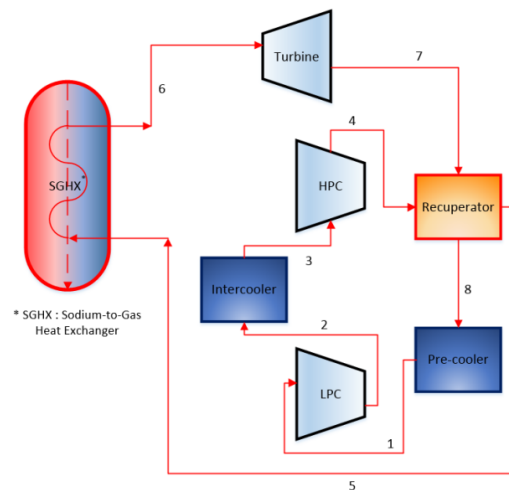 Turbine
7
6
4
SGHX*
HPC
Recuperator
3
Intercooler
8
* SGHX : Sodium-to-Gas
Heat Exchanger
2
Pre-cooler
LPC
1
5